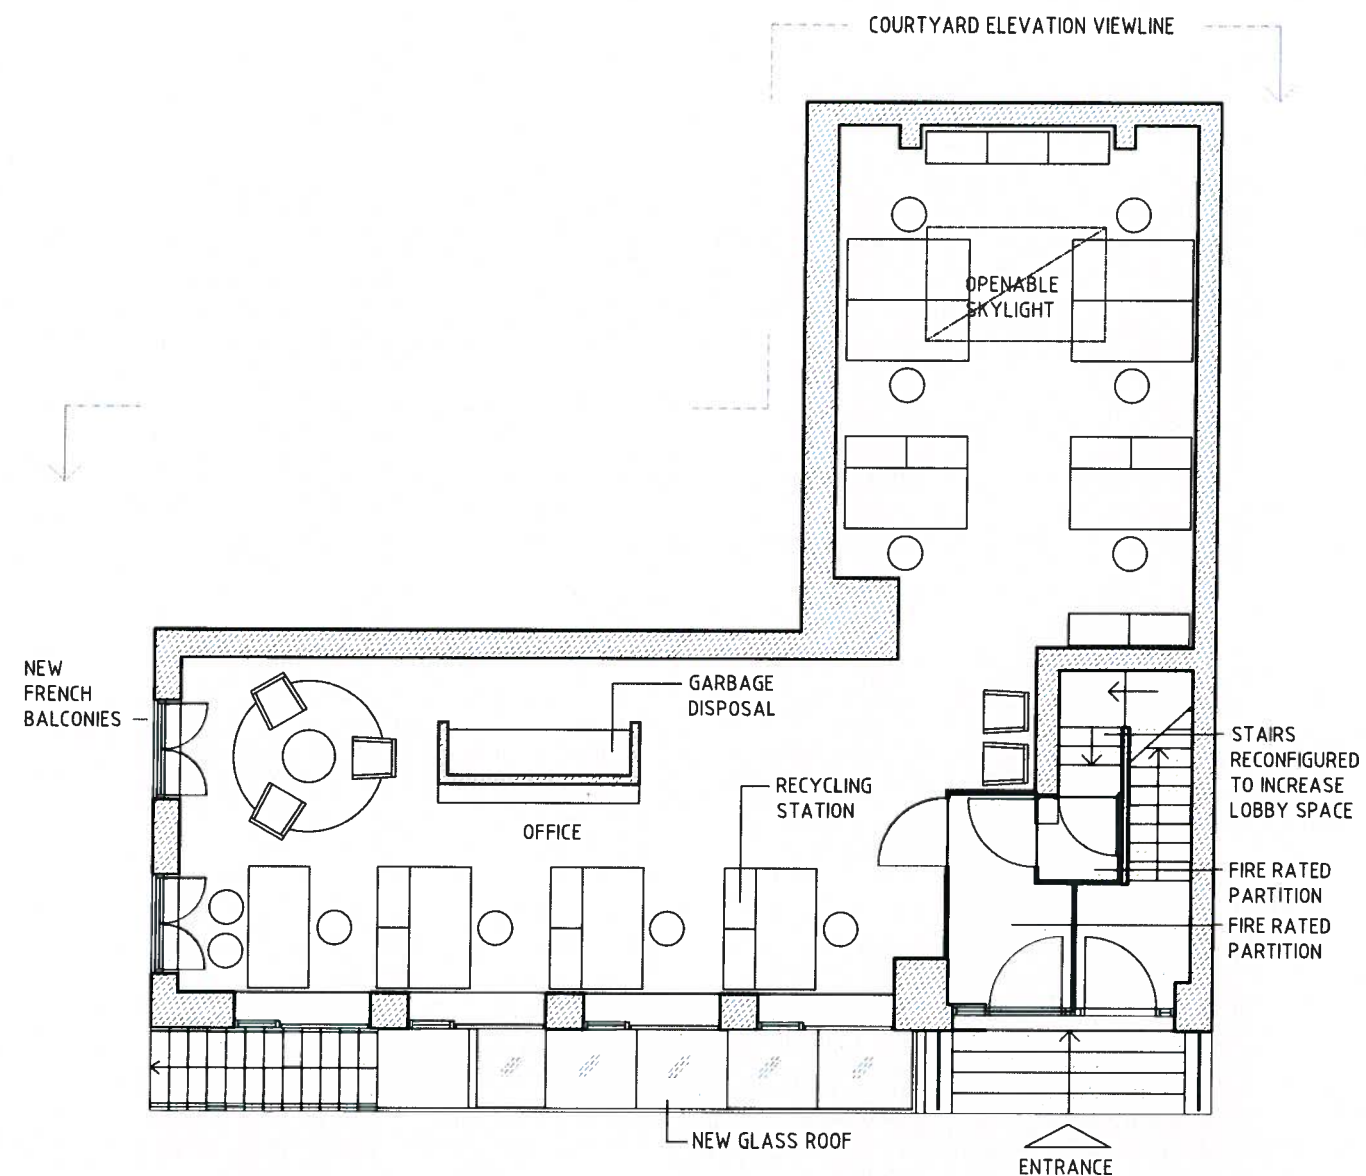 COURTYARD ELEVATION VIEWLINE
OPENABLE
SKYLIGHT
NEW
FRENCH
BALCONIES
GARBAGE
DISPOSAL
STAIRS
RECONFIGURED
TO INCREASE
LOBBY SPACE
RECYCLING
STATION
OFFICE
FIRE RATED
PARTITION
FIRE RATED
PARTITION
NEW GLASS ROOF
ENTRANCE